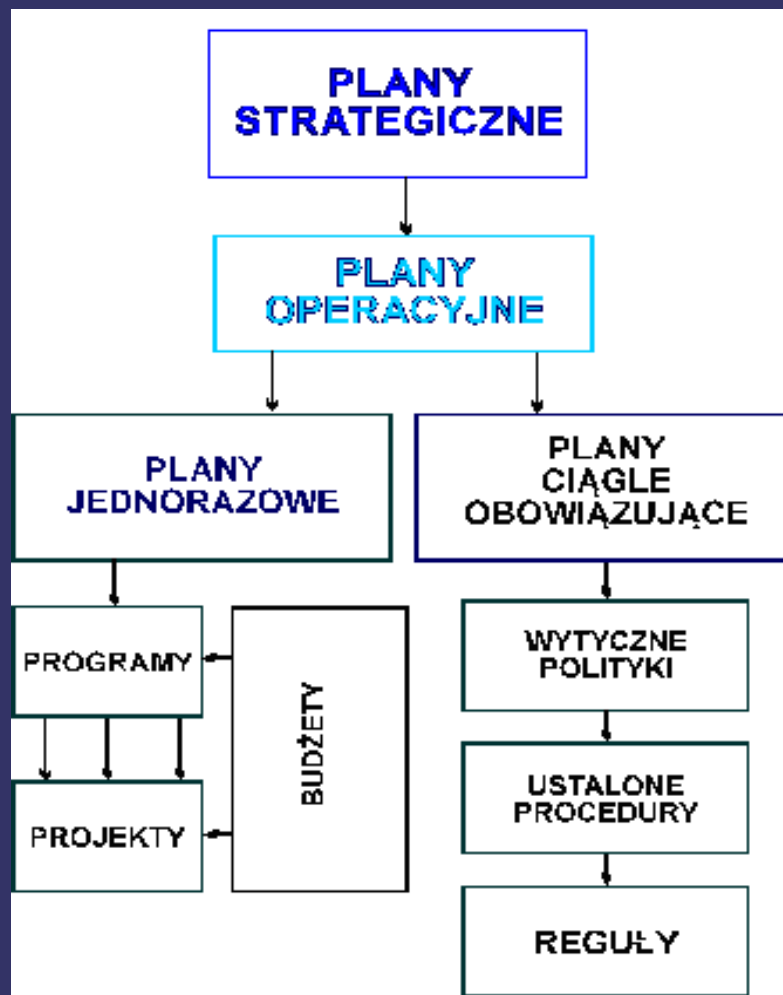 PLANY
STRATEGICZNE
PLANY
OPERACYJNE
PLANY
JEDNORAZOWE
PLANY
CIĄGLE
OBOWIĄZUJĄCE
PROGRAMY
PROJEKTY
BUDŻETY
WYTYCZNE
POLITYKI
USTALONE
PROCEDURY
REGUŁY